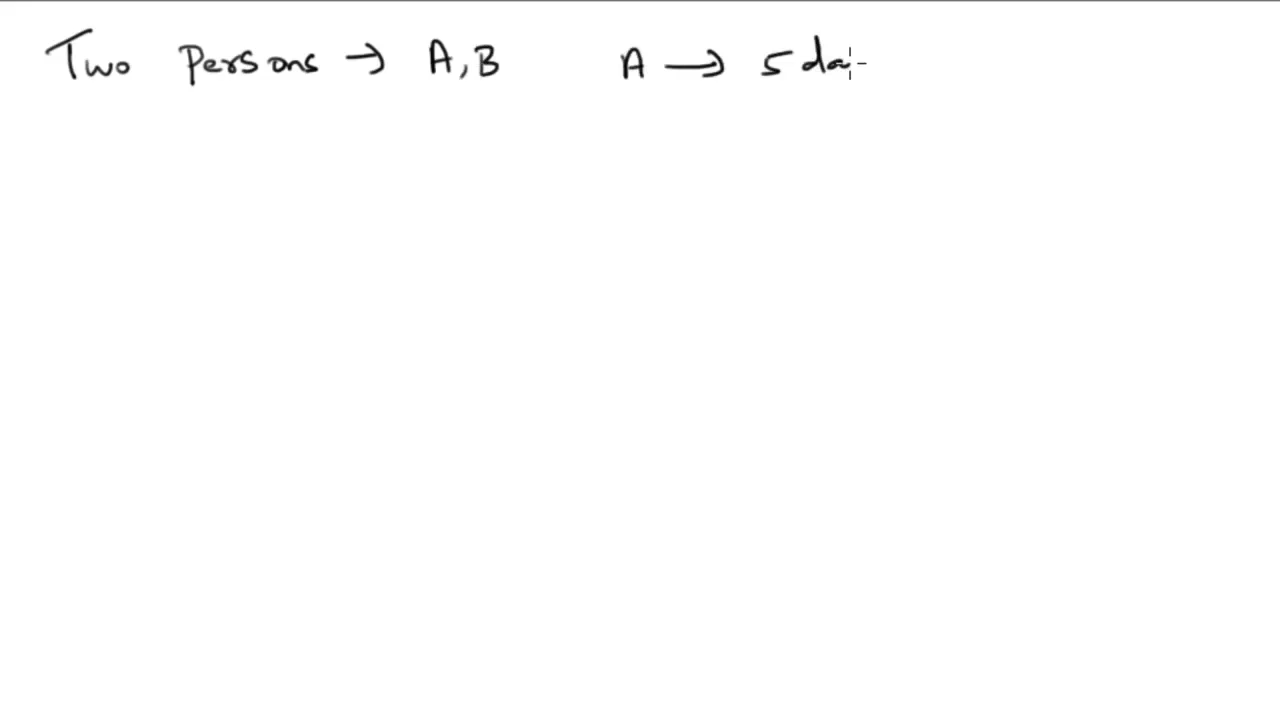 Two Persons → A, B A → 5 da